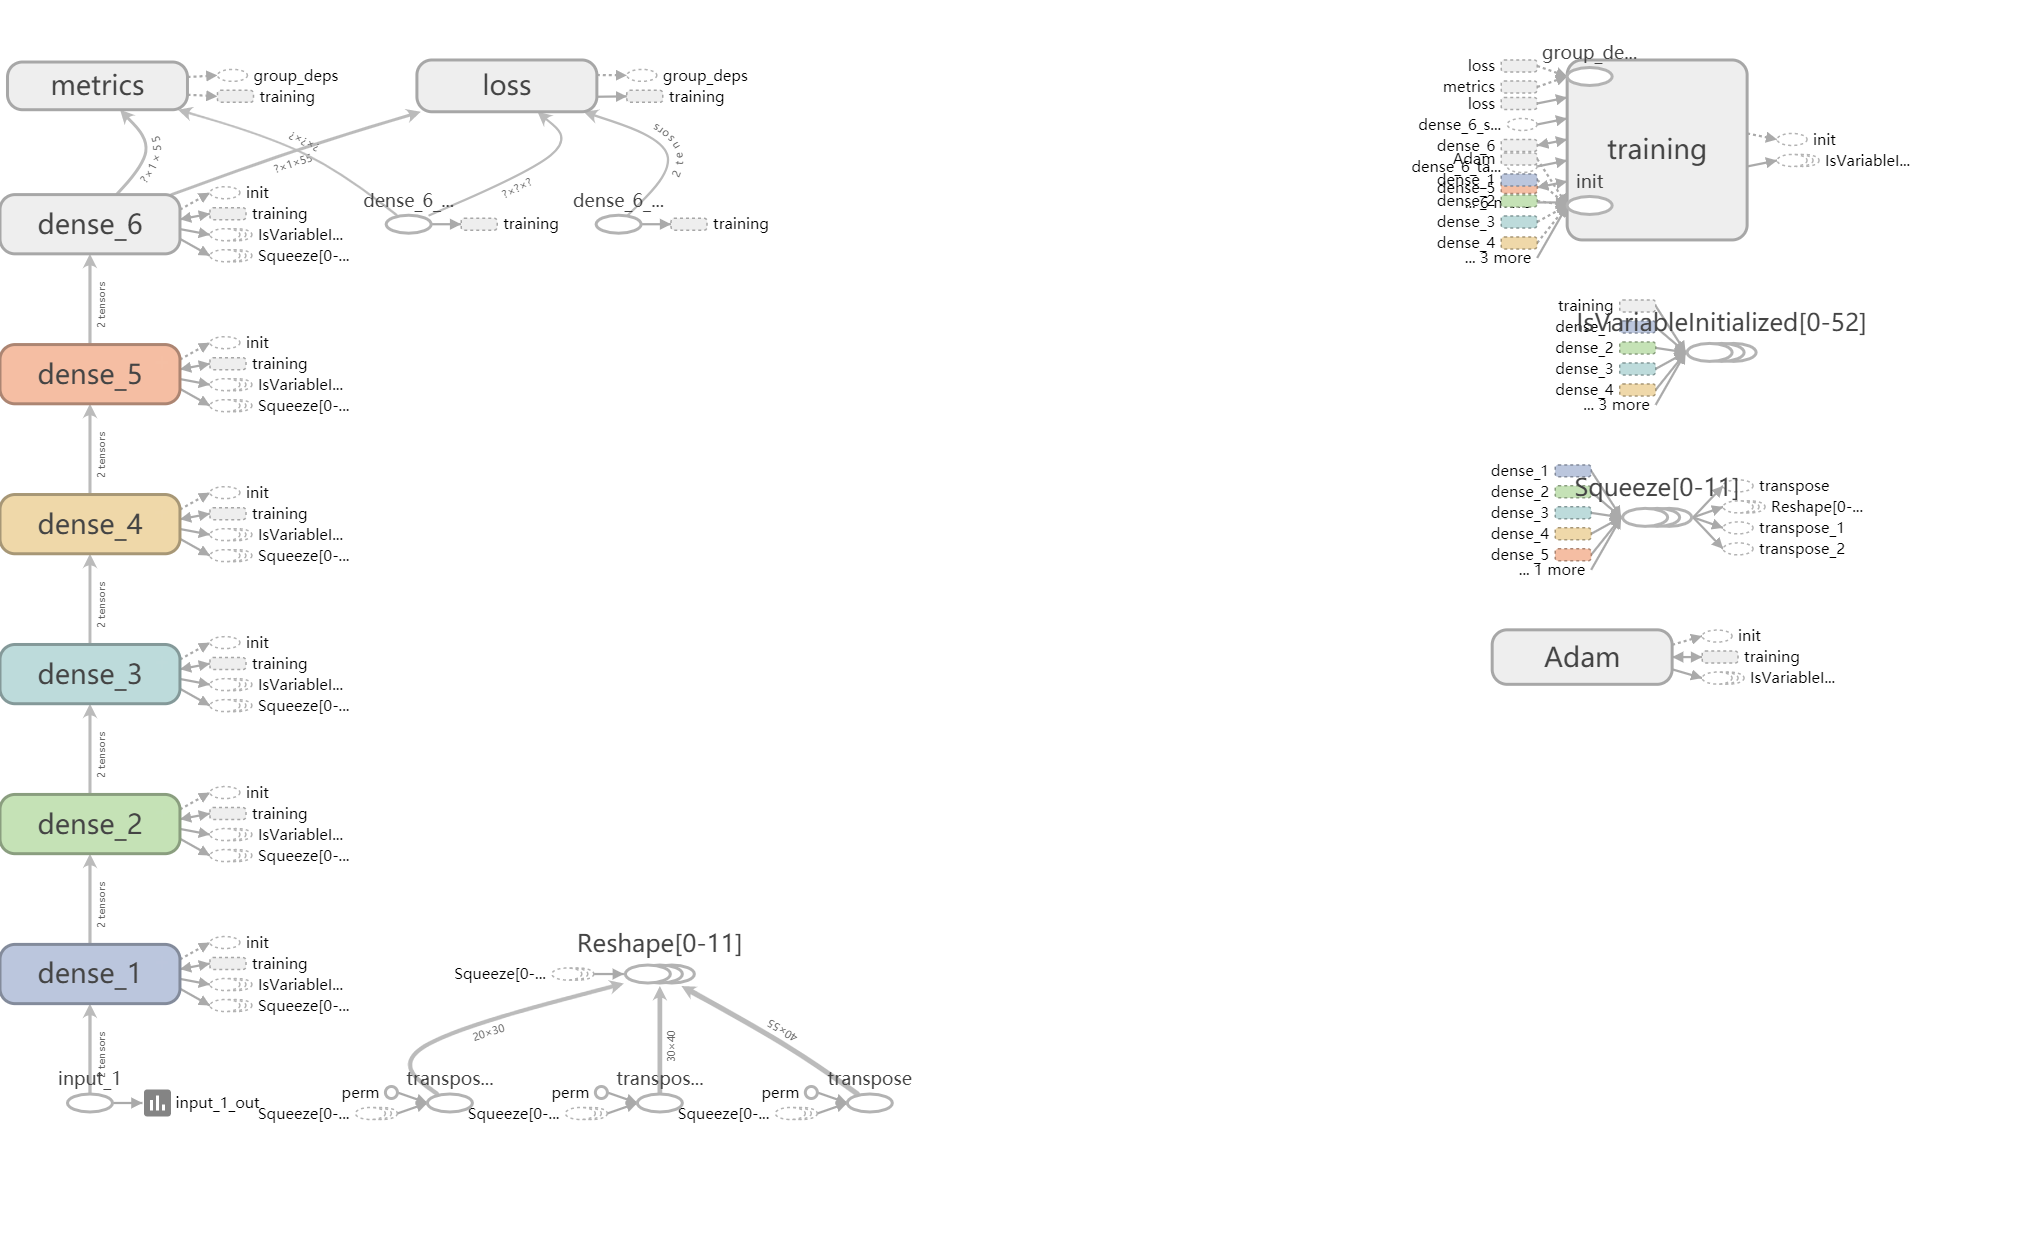 metrics
group_deps
training
loss
group_deps
training
?×1×55
?×?×?
?×1×55
?×?×?
2 tensors
dense_6
init
training
IsVariableI...
Squeeze[0-...
dense_6_...
training
dense_6_...
training
2 tensors
dense_5
init
training
IsVariableI...
Squeeze[0-...
2 tensors
dense_4
init
training
IsVariableI...
Squeeze[0-...
2 tensors
dense_3
init
training
IsVariableI...
Squeeze[0-...
2 tensors
dense_2
init
training
IsVariableI...
Squeeze[0-...
2 tensors
dense_1
init
training
IsVariableI...
Squeeze[0-...
2 tensors
input_1
input_1_out
Reshape[0-11]
Squeeze[0-...
20×30
30×40
40×55
transpos...
perm
Squeeze[0-...
transpos...
perm
Squeeze[0-...
transpose
perm
Squeeze[0-...
group_de...
loss
metrics
loss
dense_6_s...
dense_6
Adam
dense_6_ta...
dense_1
dense_5
dense_2
dense_3
dense_4
... 3 more
training
init
init
IsVariableI...
IsVariableInitialized[0-52]
training
dense_1
dense_2
dense_3
dense_4
... 3 more
Squeeze[0-11]
dense_1
dense_2
dense_3
dense_4
dense_5
... 1 more
transpose
Reshape[0-...
transpose_1
transpose_2
Adam
init
training
IsVariableI...